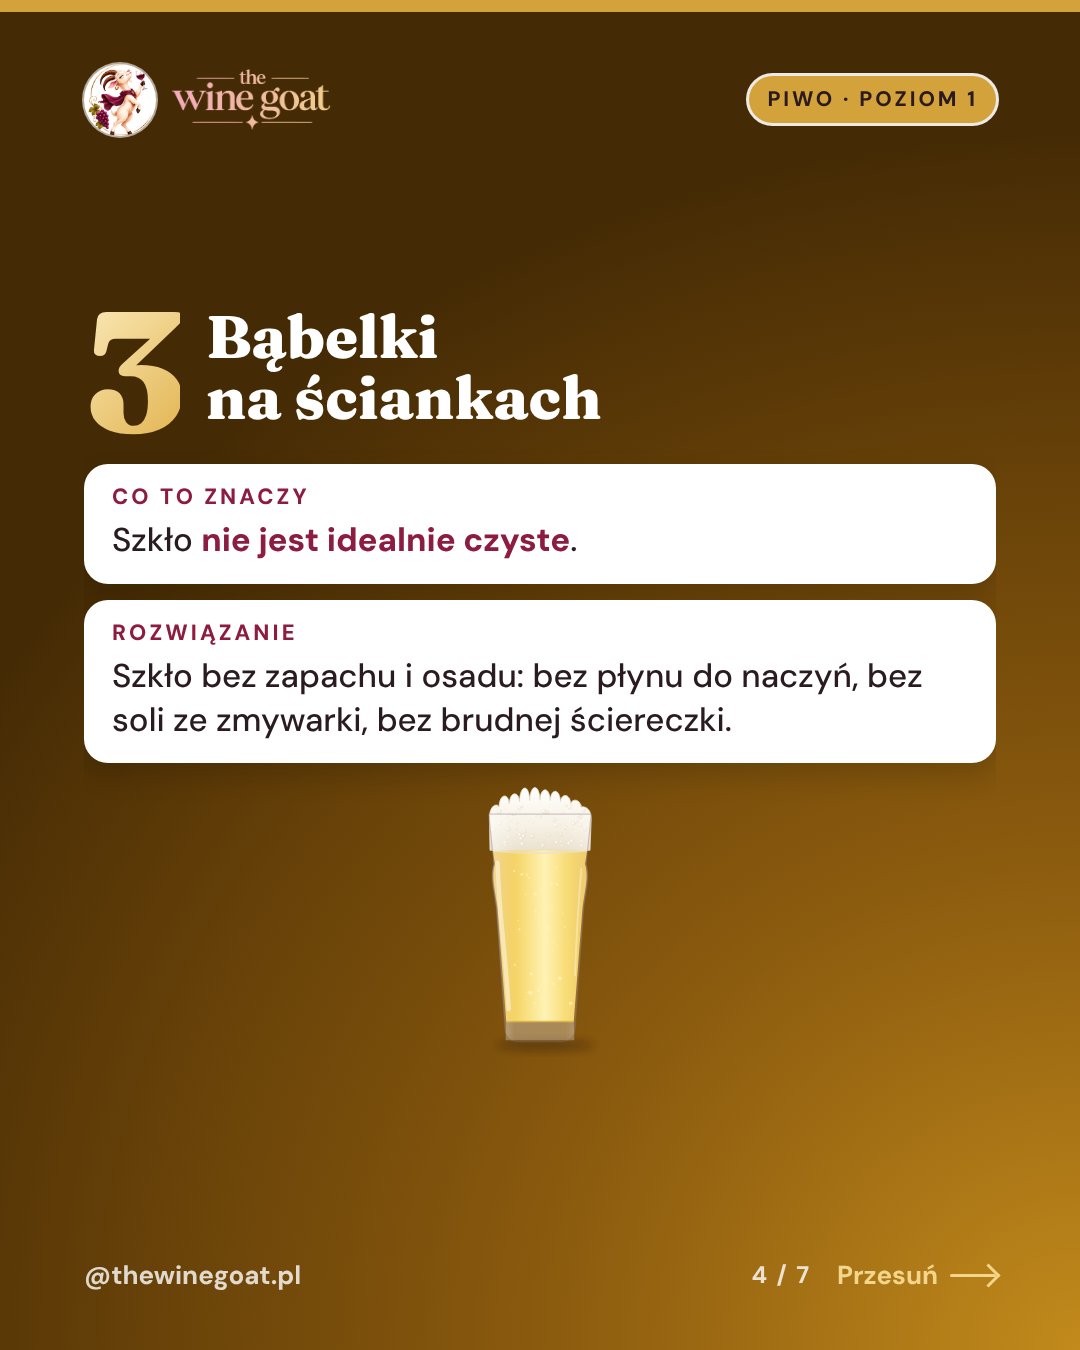 the
wine goat
PIWO · POZIOM 1
3
Bąbelki
na ściankach
CO TO ZNACZY
Szkło nie jest idealnie czyste.
ROZWIĄZANIE
Szkło bez zapachu i osadu: bez płynu do naczyń, bez
soli ze zmywarki, bez brudnej ściereczki.
@thewinegoat.pl
4 / 7
Przesuń